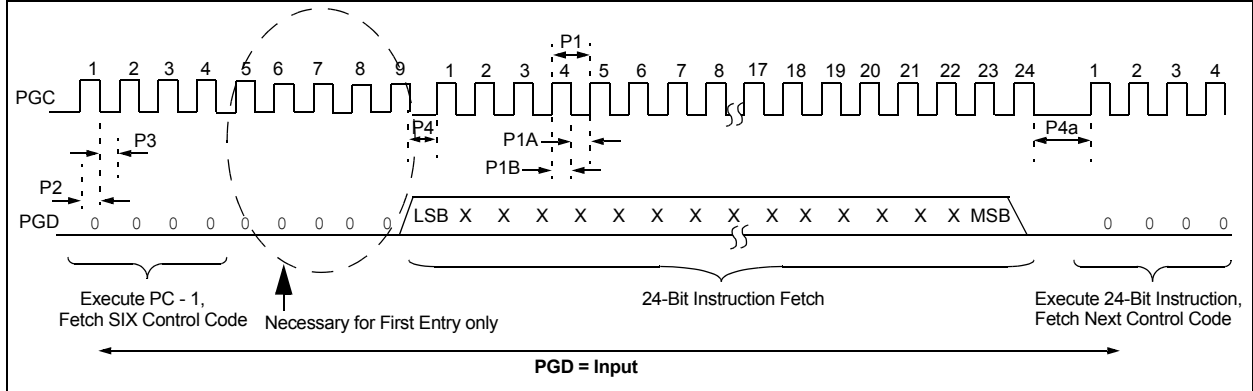 P1
1 2 3 4 5 6 7 8 9 1 2 3 4 5 6 7 8 17 18 19 20 21 22 23 24 1 2 3 4
PGC
P4
P4a
P3
P1A
P1B
P2
PGD
0 0 0 0 0 0 0 0 0 LSB X X X X X X X X X X X X X X MSB 0 0 0 0
Execute PC - 1,
Fetch SIX Control Code
Necessary for First Entry only
24-Bit Instruction Fetch
Execute 24-Bit Instruction,
Fetch Next Control Code
PGD = Input